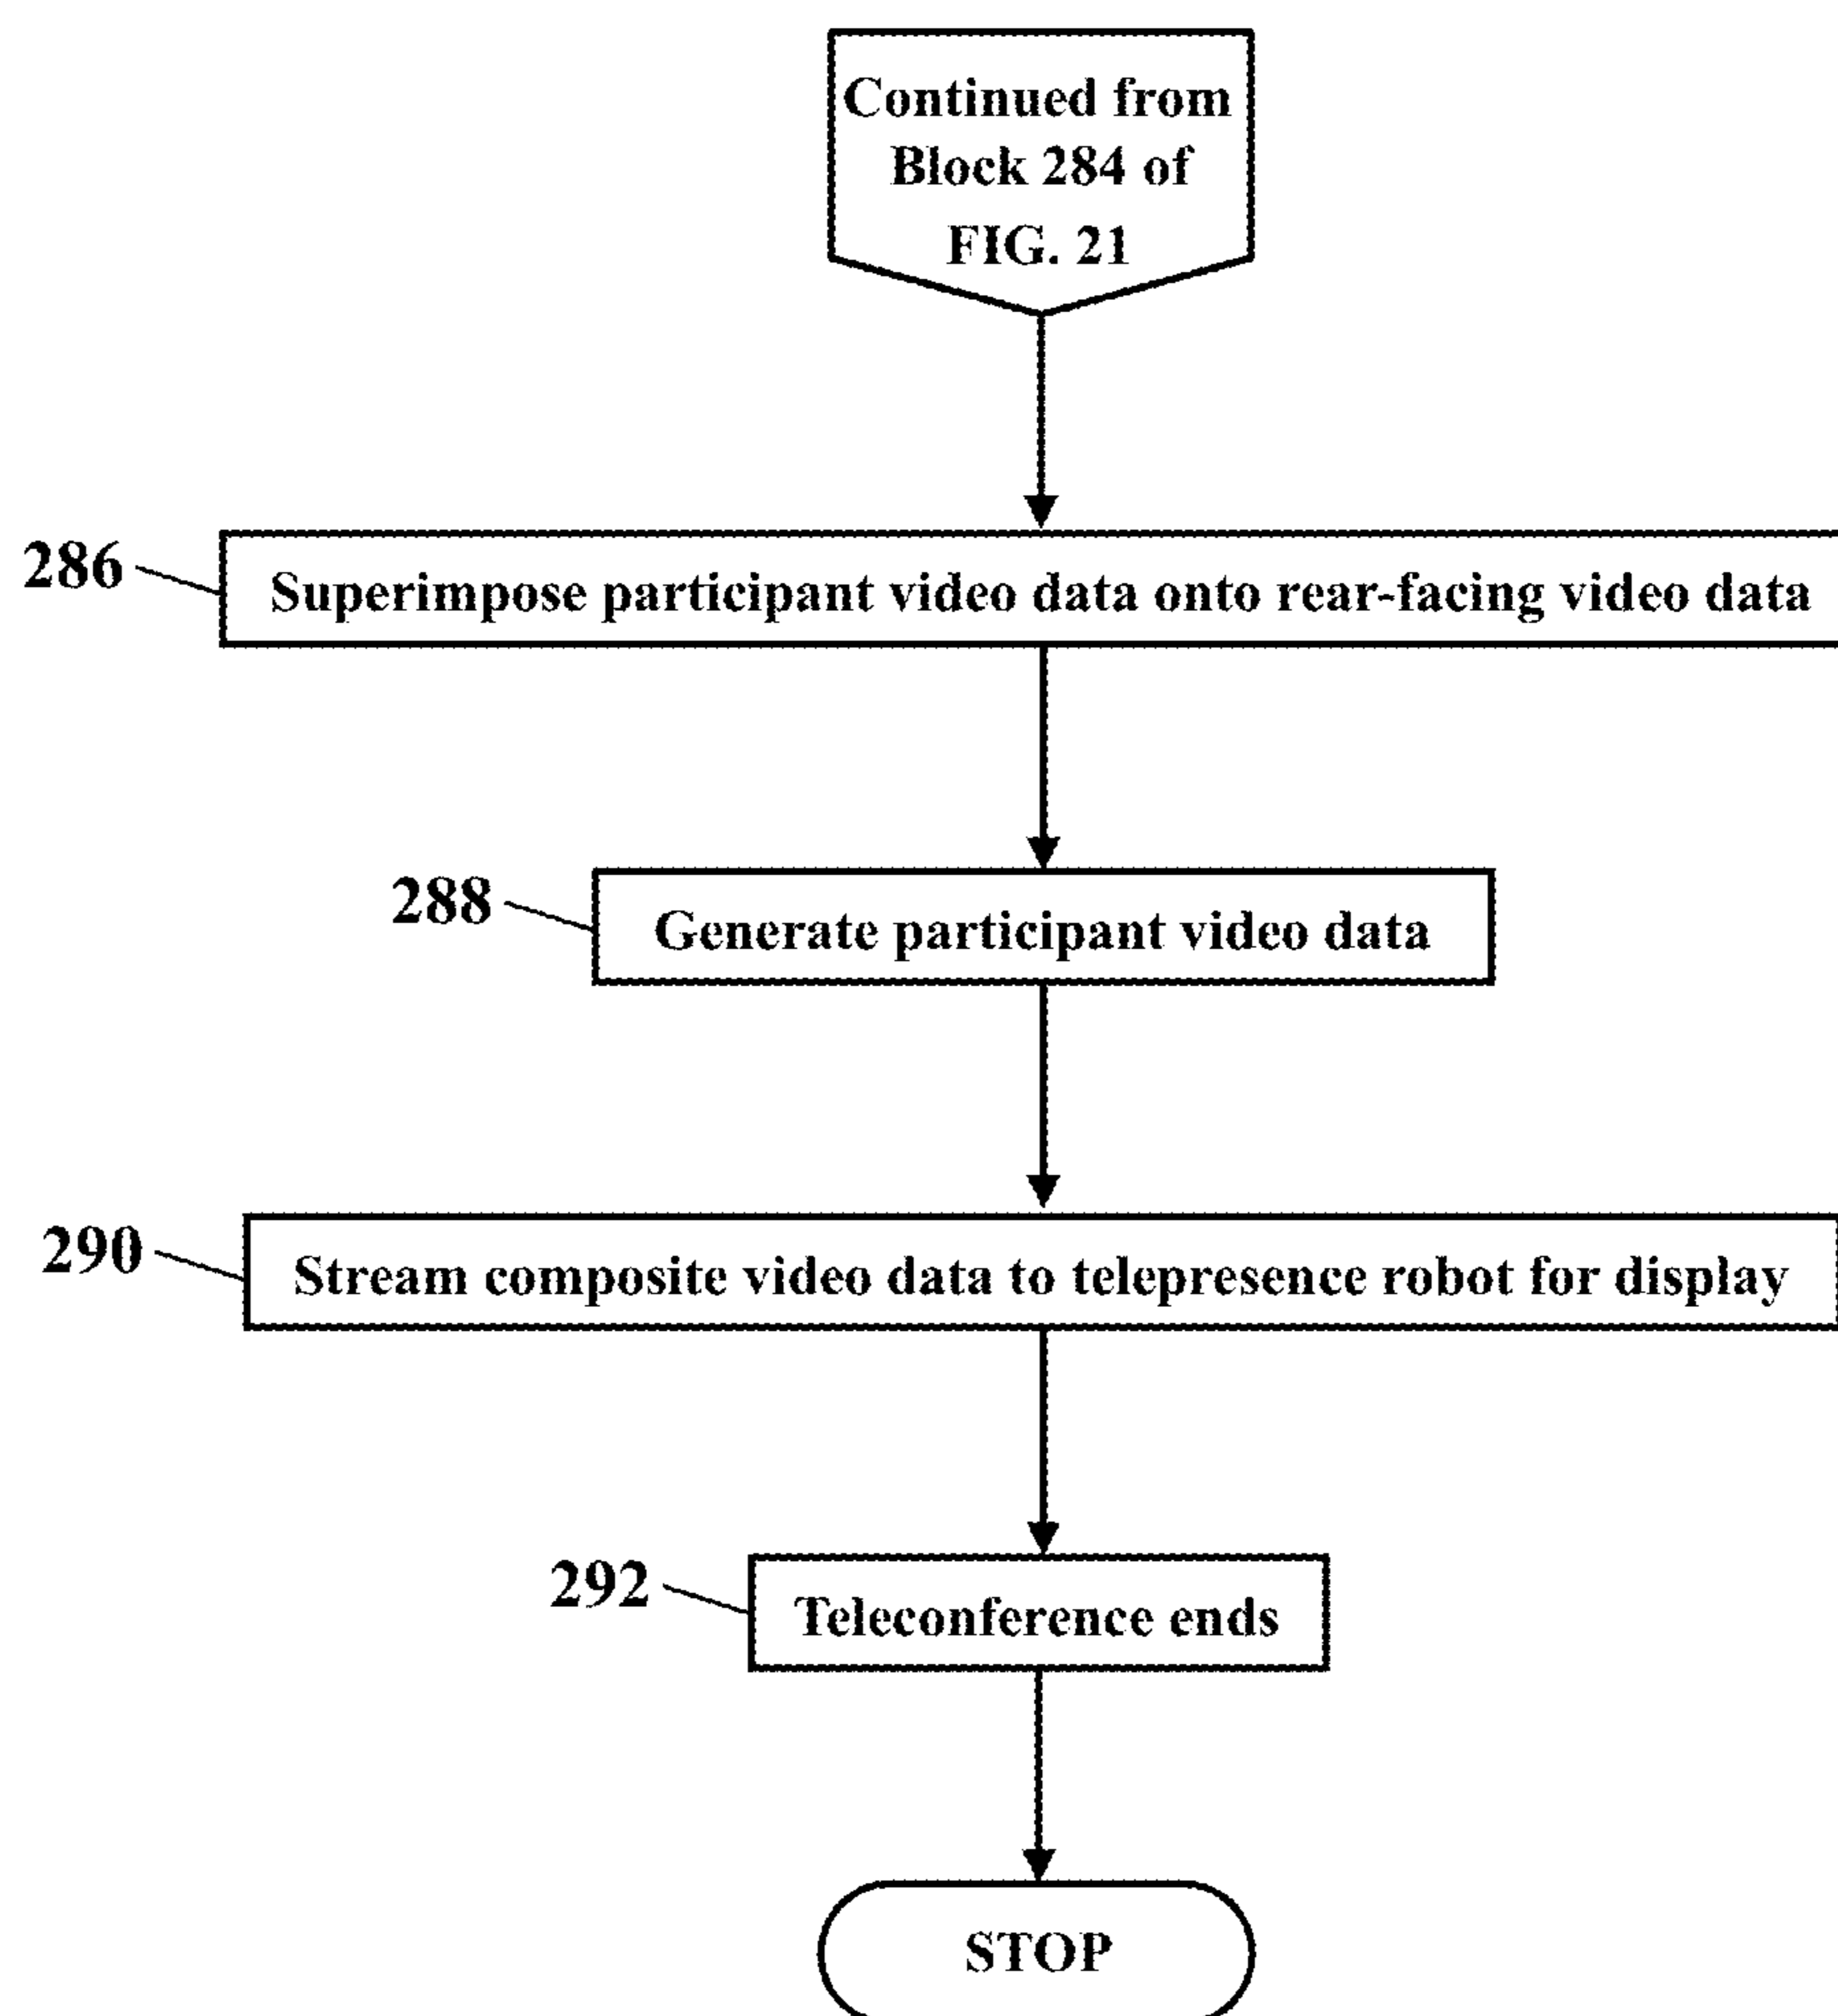 Continued from
Block 284 of
FIG. 21
286
Superimpose participant video data onto rear-facing video data
288
Generate participant video data
290
Stream composite video data to telepresence robot for display
292
Teleconference ends
STOP